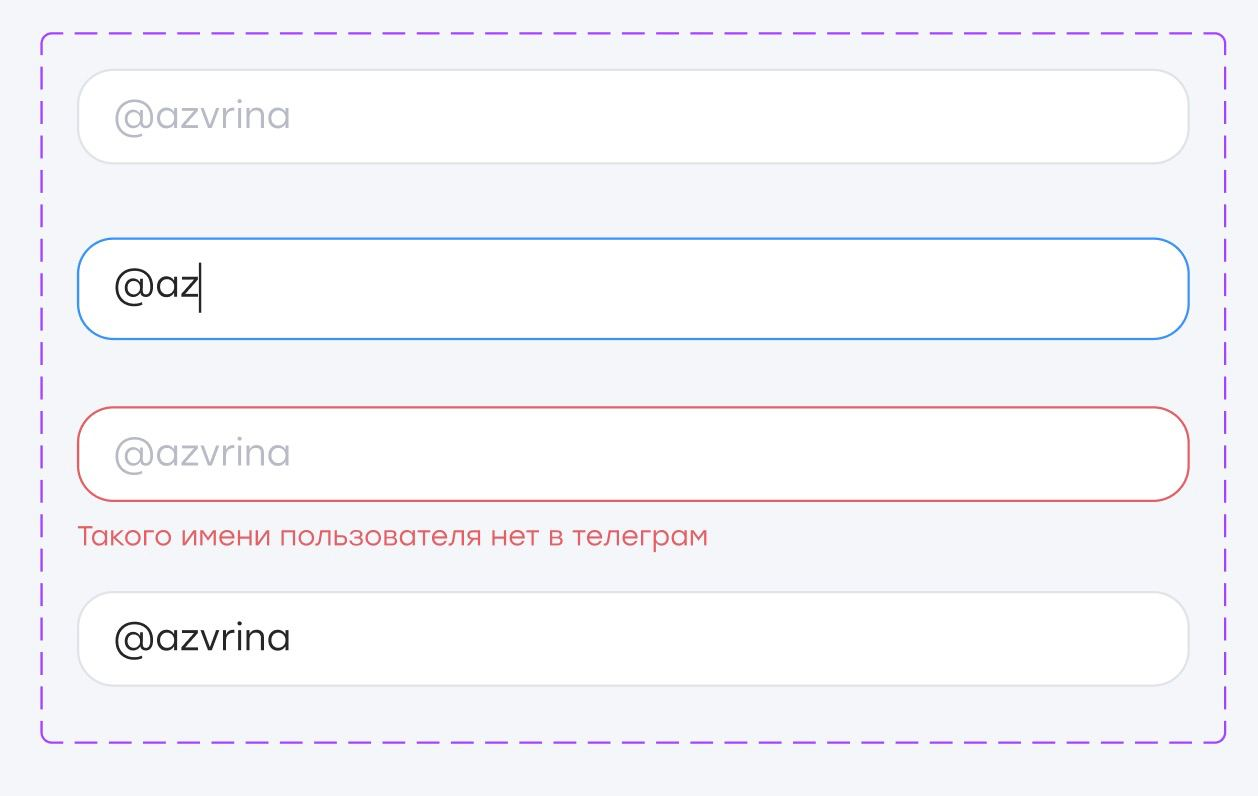 @azvrina
@az
@azvrina
Такого имени пользователя нет в телеграм
@azvrina